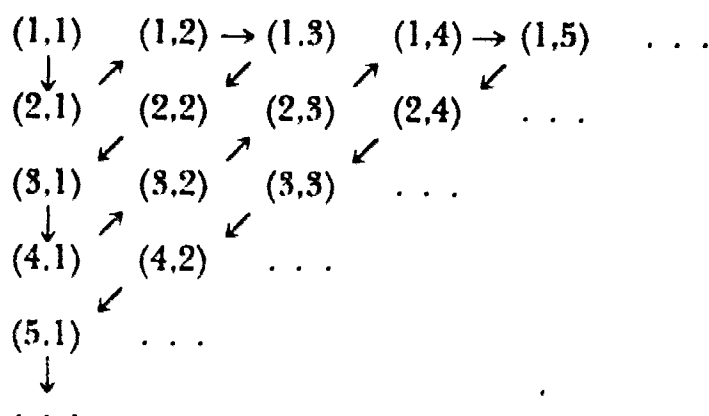 (1,1) (1,2) → (1.3) (1,4) → (1,5) . . .
↓ ↗ ↙ ↗ ↙
(2,1) (2,2) (2,3) (2,4) . . .
↙ ↗ ↙
(3,1) (3,2) (3,3) . . .
↓ ↗ ↙
(4.1) (4,2) . . .
↙
(5.1) . . .
↓